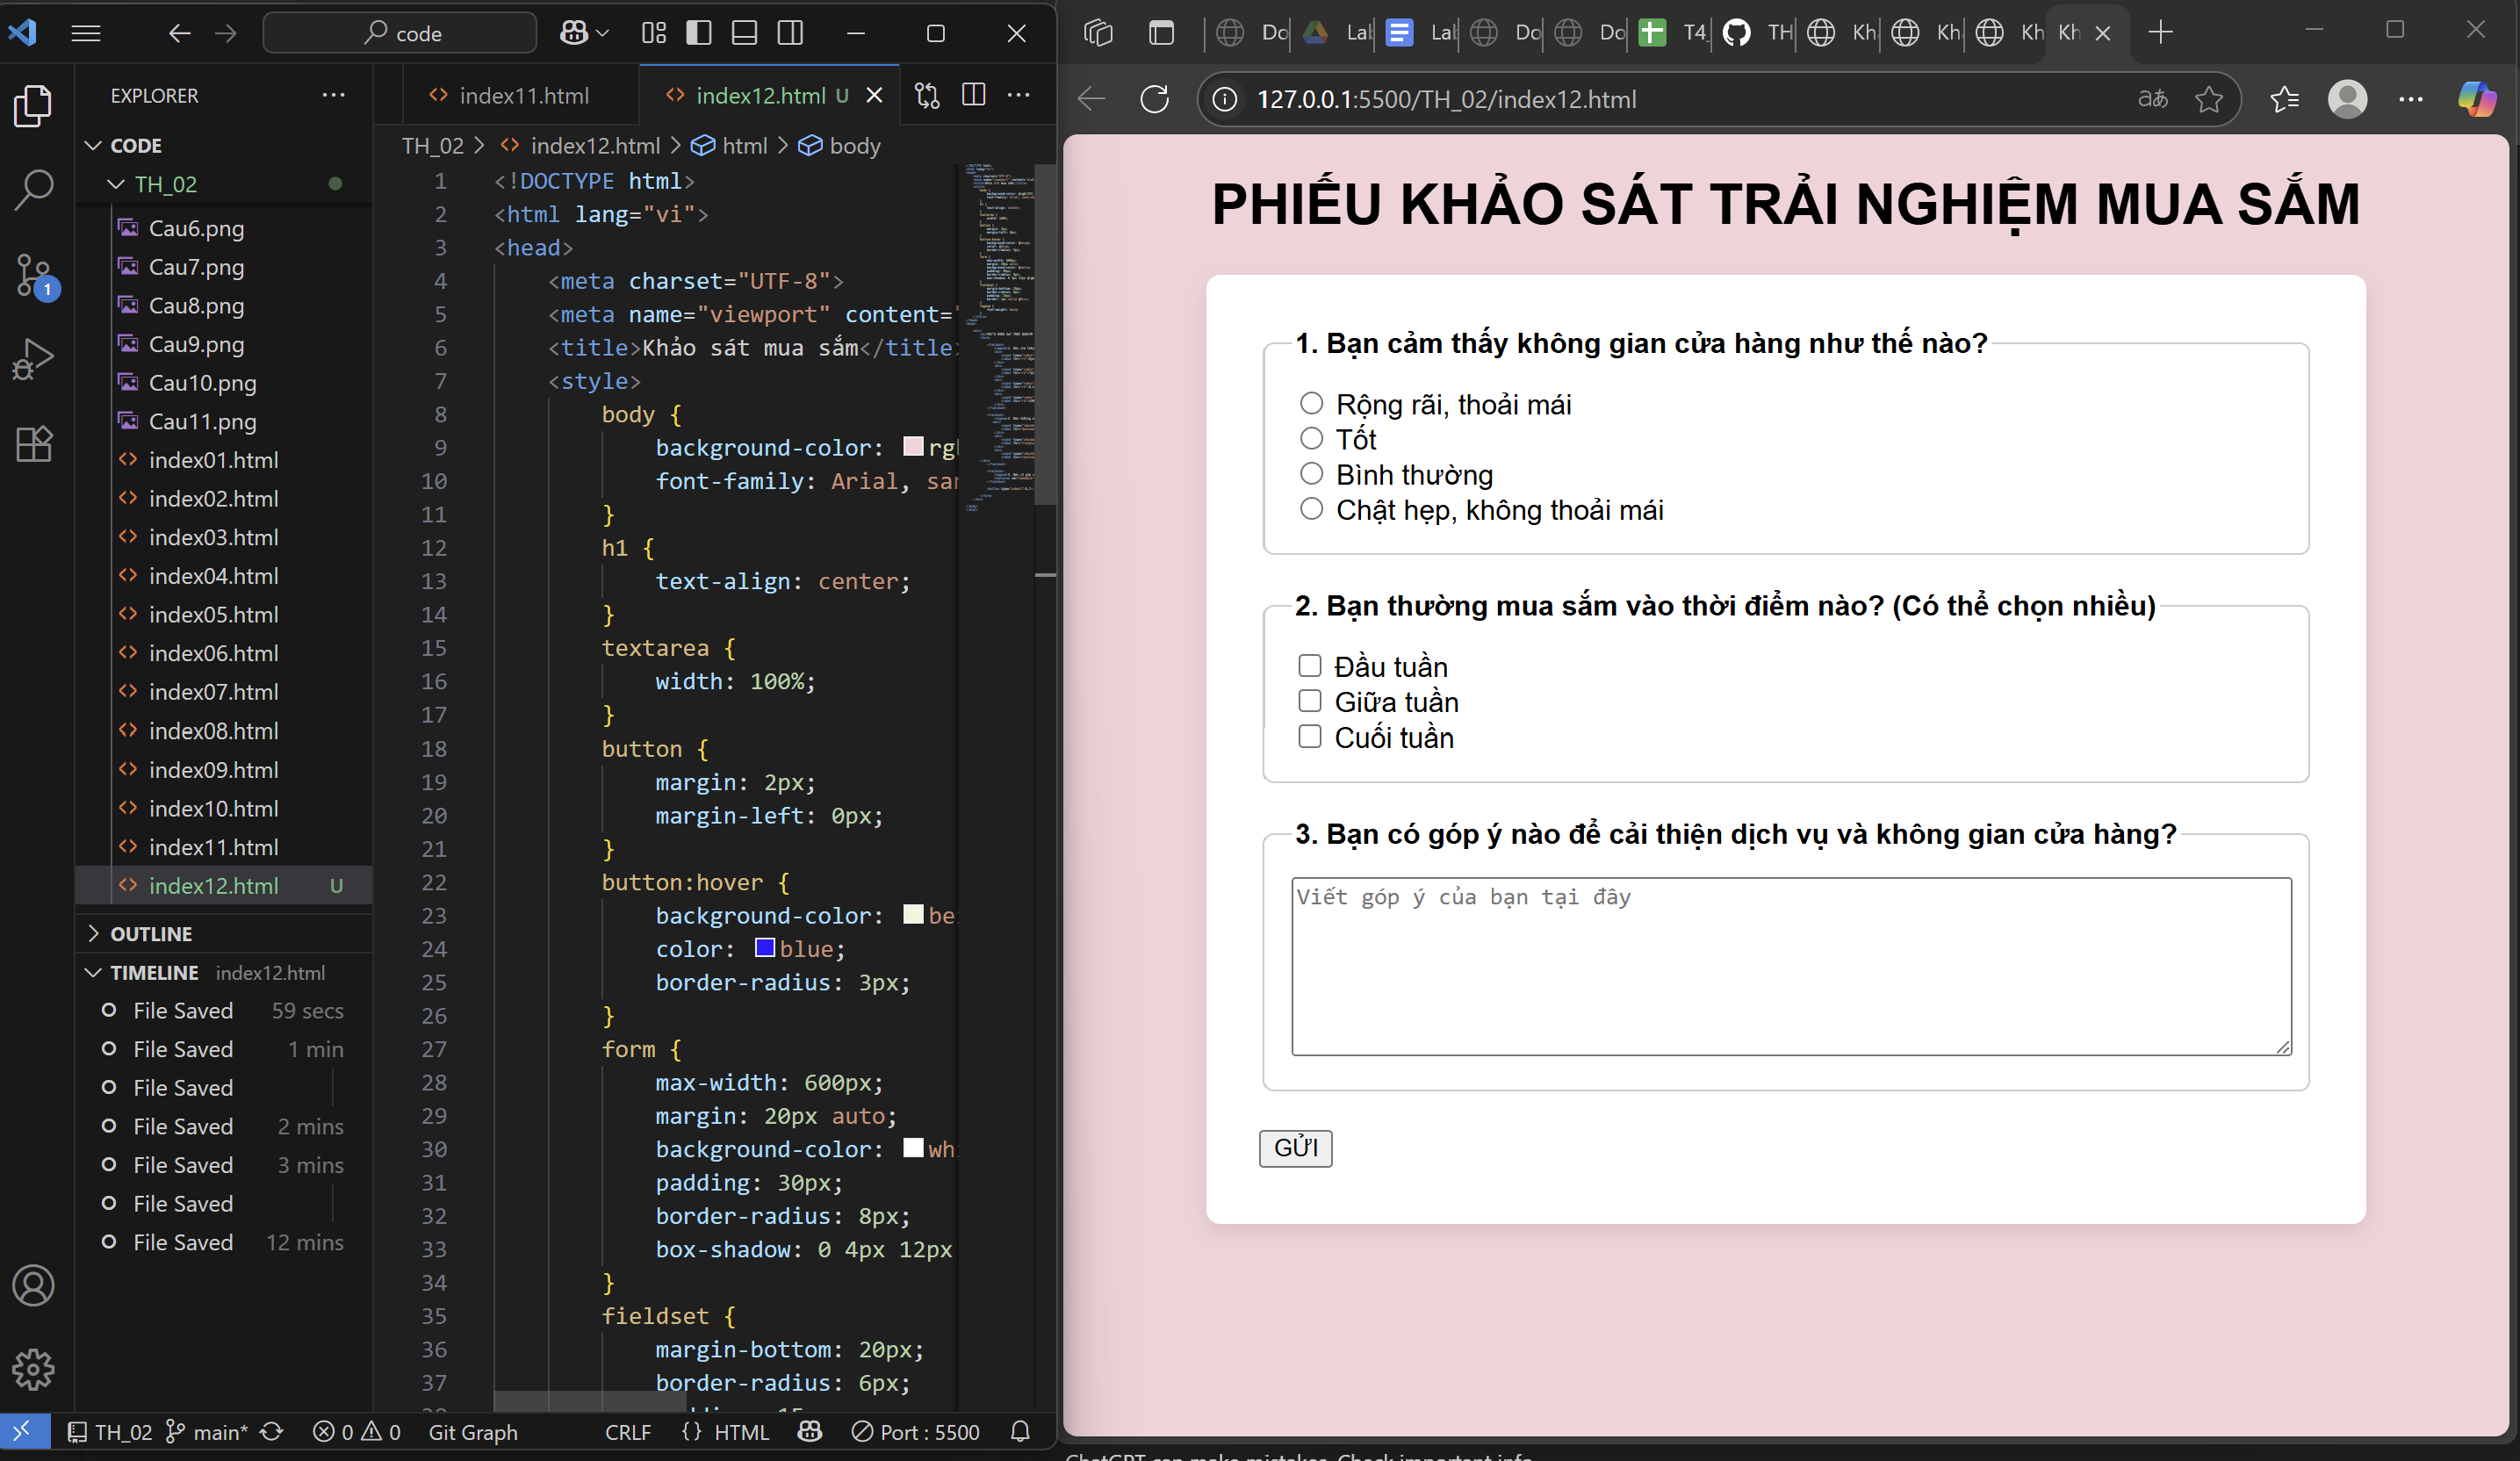 code
EXPLORER
CODE
TH_02
Cau6.png
Cau7.png
Cau8.png
Cau9.png
Cau10.png
Cau11.png
index01.html
index02.html
index03.html
index04.html
index05.html
index06.html
index07.html
index08.html
index09.html
index10.html
index11.html
index12.html U
OUTLINE
TIMELINE index12.html
File Saved 59 secs
File Saved 1 min
File Saved
File Saved 2 mins
File Saved 3 mins
File Saved
File Saved 12 mins
index11.html
index12.html U
TH_02 > index12.html > html > body
1 <!DOCTYPE html>
2 <html lang="vi">
3 <head>
4 <meta charset="UTF-8">
5 <meta name="viewport" content="
6 <title>Khảo sát mua sắm</title>
7 <style>
8 body {
9 background-color: rg
10 font-family: Arial, sa
11 }
12 h1 {
13 text-align: center;
14 }
15 textarea {
16 width: 100%;
17 }
18 button {
19 margin: 2px;
20 margin-left: 0px;
21 }
22 button:hover {
23 background-color: be
24 color: blue;
25 border-radius: 3px;
26 }
27 form {
28 max-width: 600px;
29 margin: 20px auto;
30 background-color: wh
31 padding: 30px;
32 border-radius: 8px;
33 box-shadow: 0 4px 12px
34 }
35 fieldset {
36 margin-bottom: 20px;
37 border-radius: 6px;
TH_02 main* 0 0 Git Graph CRLF {} HTML Port : 5500
Do Lal Lal Do Do T4_ TH Kh Kh Kh Kh
127.0.0.1:5500/TH_02/index12.html
PHIẾU KHẢO SÁT TRẢI NGHIỆM MUA SẮM
1. Bạn cảm thấy không gian cửa hàng như thế nào?
Rộng rãi, thoải mái
Tốt
Bình thường
Chật hẹp, không thoải mái
2. Bạn thường mua sắm vào thời điểm nào? (Có thể chọn nhiều)
Đầu tuần
Giữa tuần
Cuối tuần
3. Bạn có góp ý nào để cải thiện dịch vụ và không gian cửa hàng?
Viết góp ý của bạn tại đây
GỬI
ChatGPT can make mistakes. Check important info.